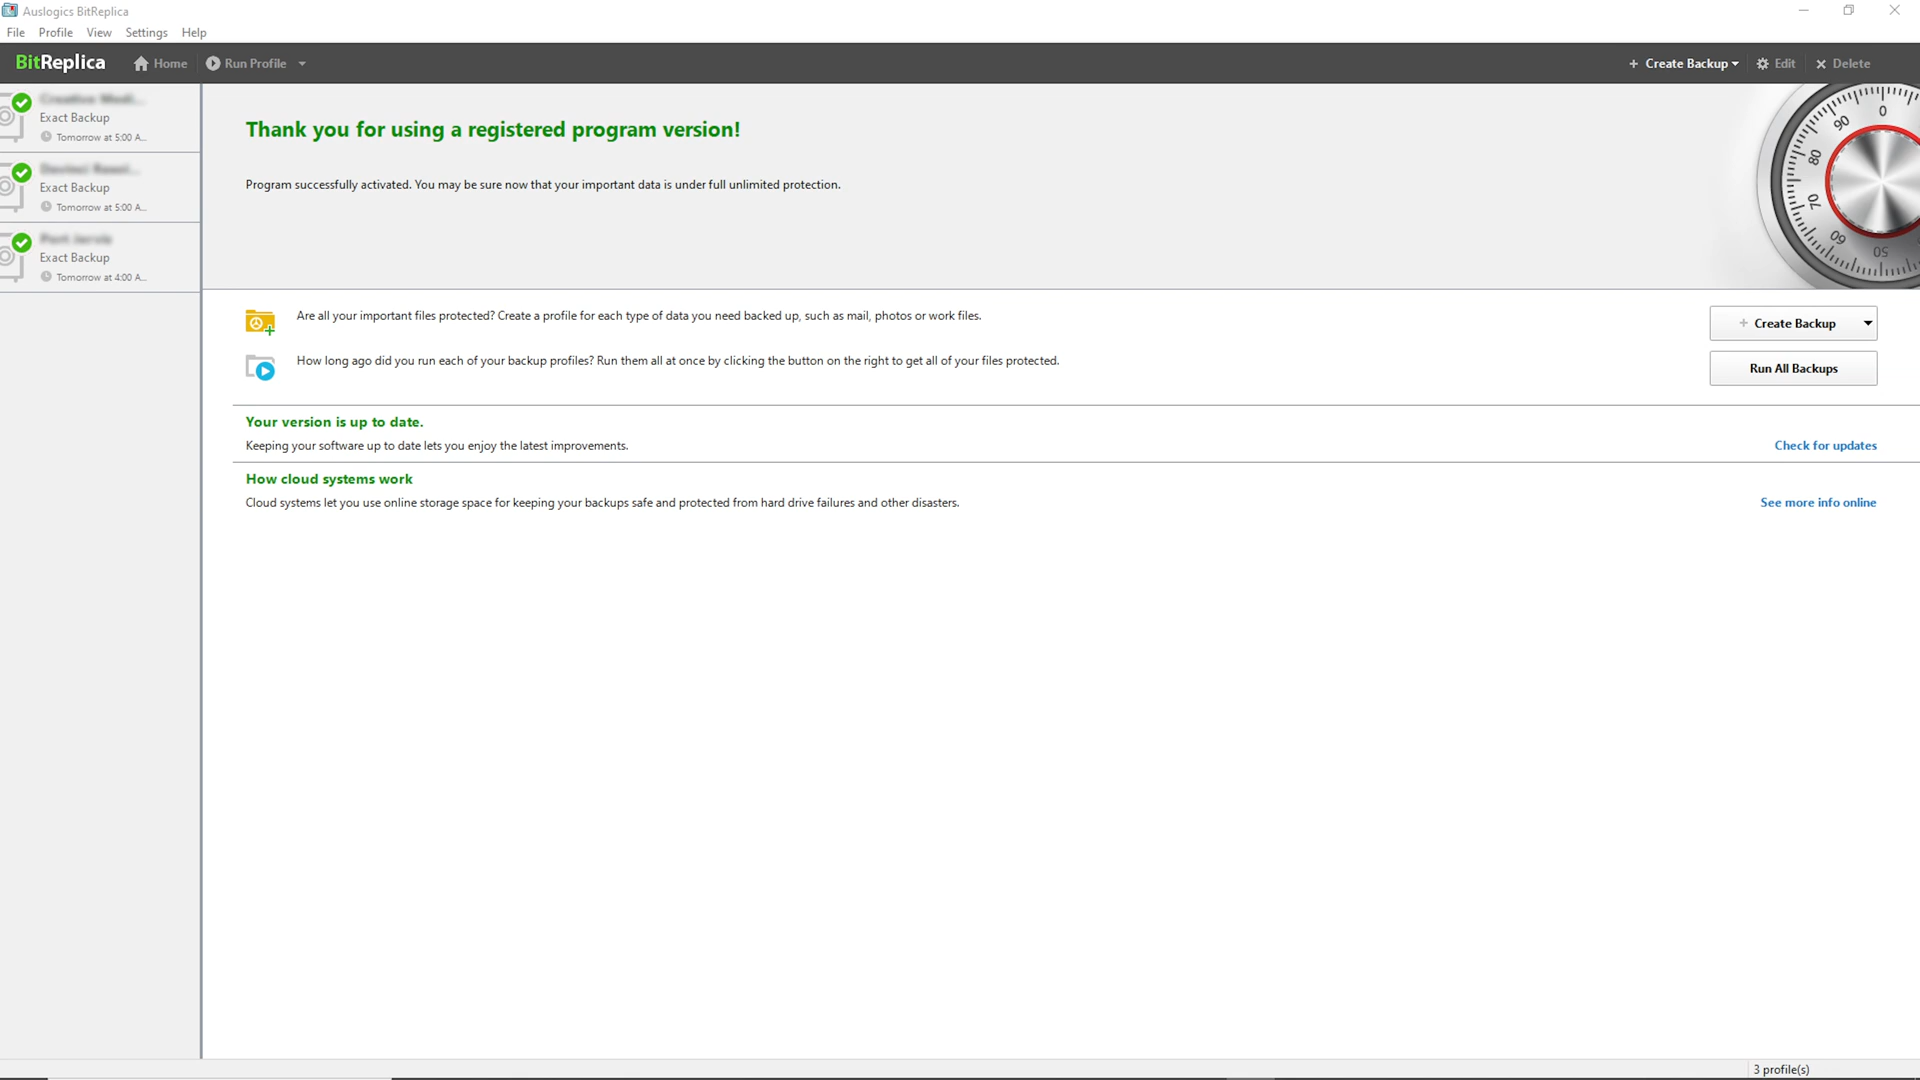 Auslogics BitReplica
File Profile View Settings Help
BitReplica Home Run Profile + Create Backup Edit Delete
Exact Backup
Tomorrow at 5:00 A...
Exact Backup
Tomorrow at 5:00 A...
Exact Backup
Tomorrow at 4:00 A...
Thank you for using a registered program version!
Program successfully activated. You may be sure now that your important data is under full unlimited protection.
0
90
80
70
60
50
Are all your important files protected? Create a profile for each type of data you need backed up, such as mail, photos or work files.
+ Create Backup
How long ago did you run each of your backup profiles? Run them all at once by clicking the button on the right to get all of your files protected.
Run All Backups
Your version is up to date.
Keeping your software up to date lets you enjoy the latest improvements.
Check for updates
How cloud systems work
Cloud systems let you use online storage space for keeping your backups safe and protected from hard drive failures and other disasters.
See more info online
3 profile(s)